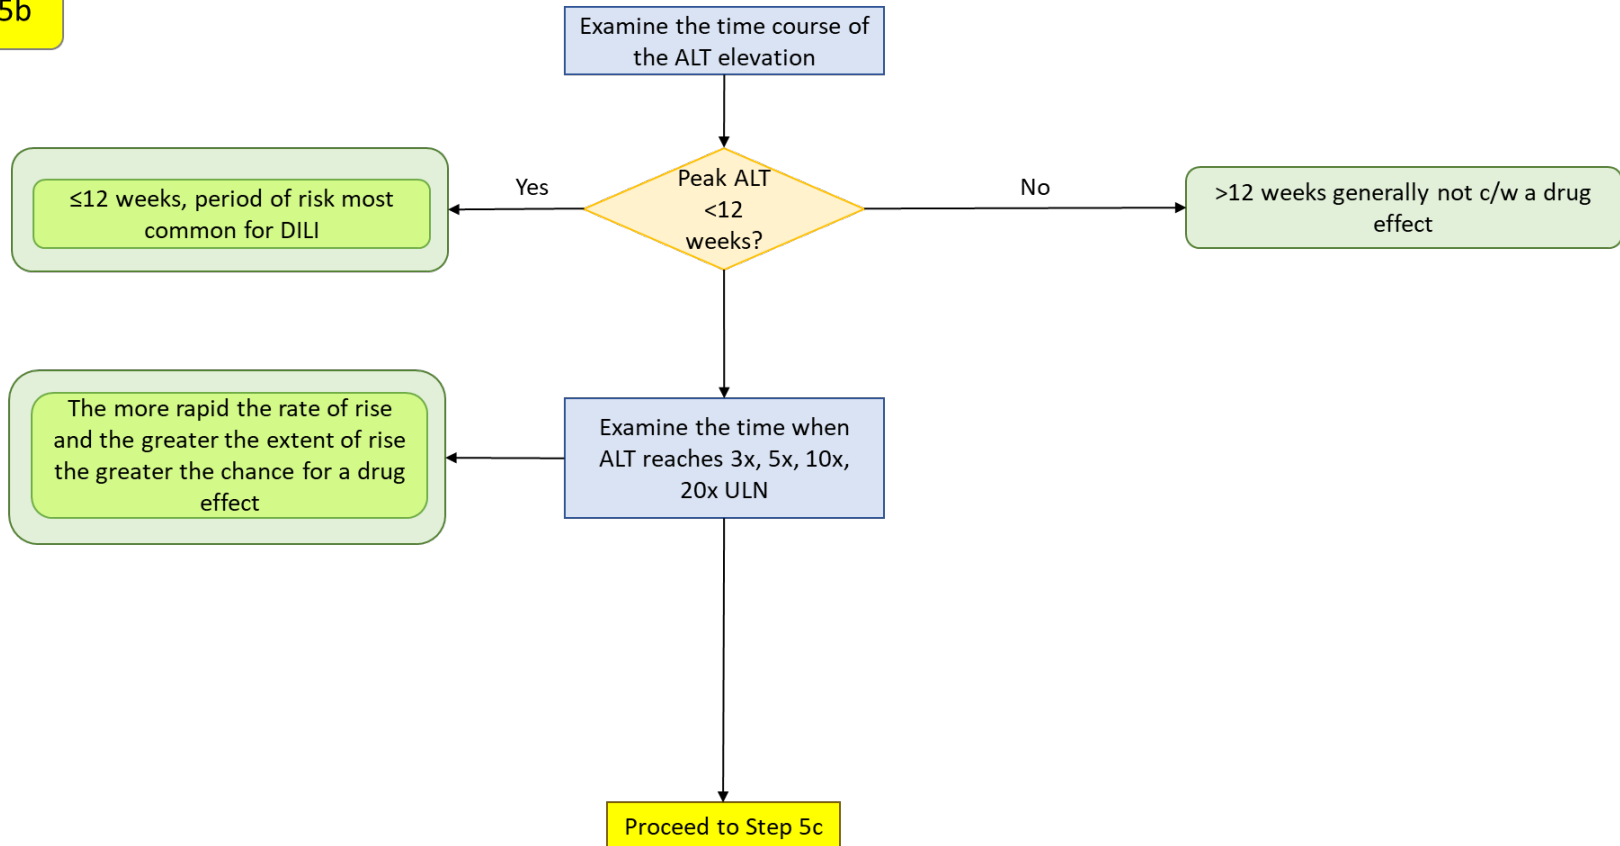 5b
Examine the time course of
the ALT elevation
≤12 weeks, period of risk most
common for DILI
Yes
Peak ALT
<12
weeks?
No
>12 weeks generally not c/w a drug
effect
The more rapid the rate of rise
and the greater the extent of rise
the greater the chance for a drug
effect
Examine the time when
ALT reaches 3x, 5x, 10x,
20x ULN
Proceed to Step 5c